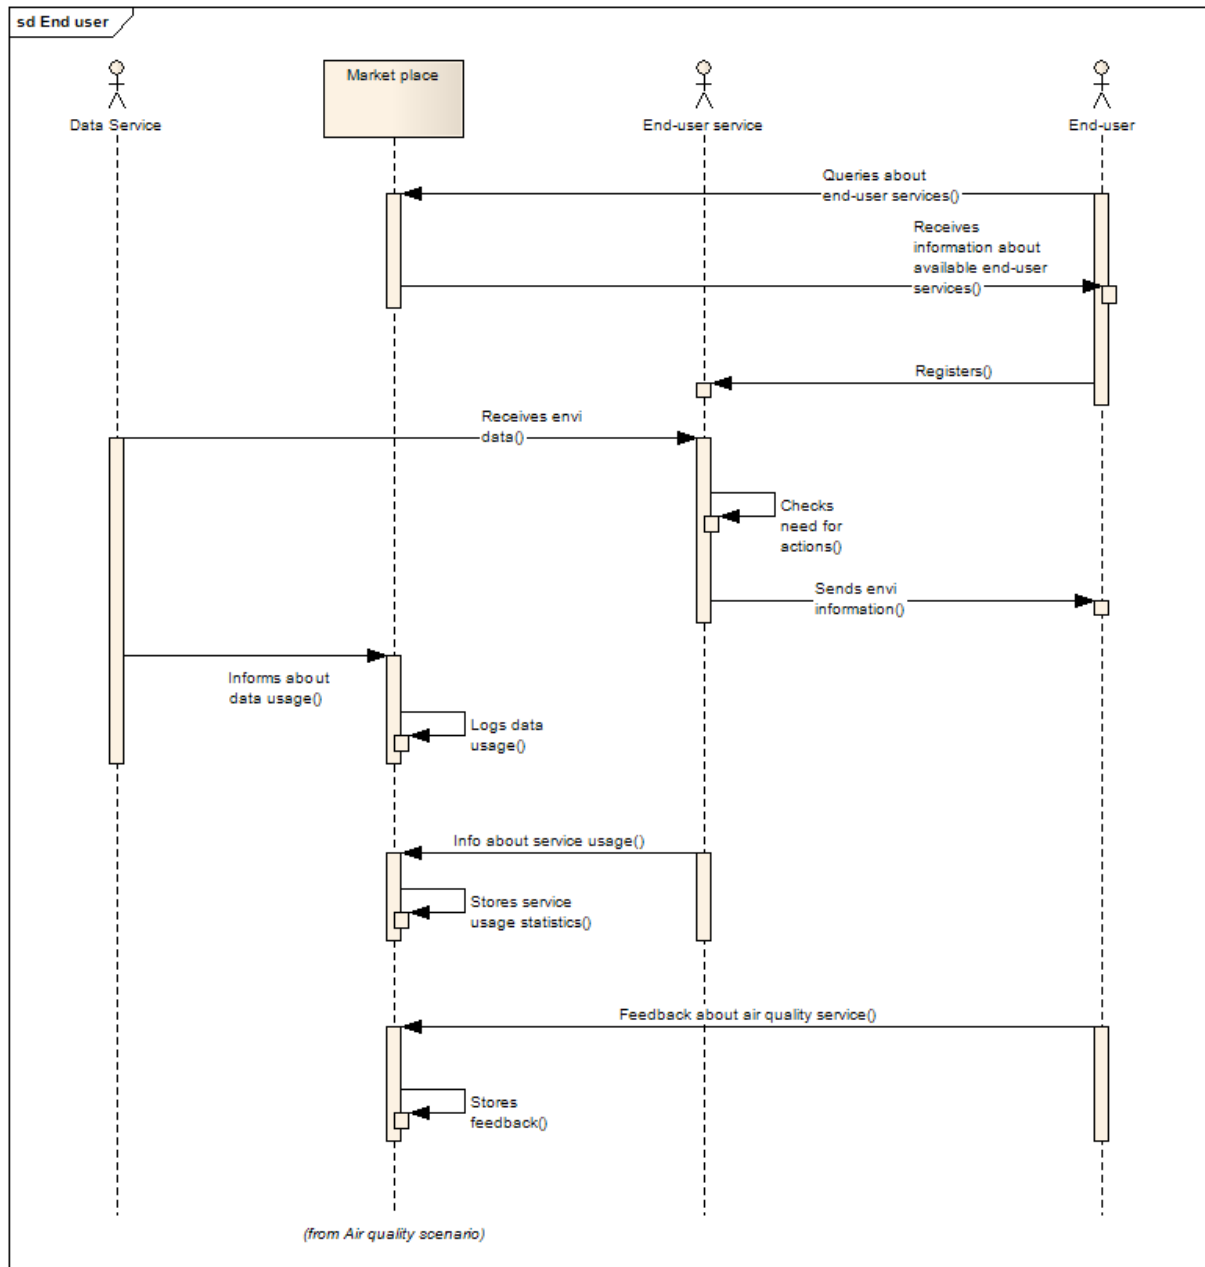 sd End user
Market place
Data Service
End-user service
End-user
Queries about
end-user services()
Receives
information about
available end-user
services()
Registers()
Receives envi
data()
Checks
need for
actions()
Sends envi
information()
Informs about
data usage()
Logs data
usage()
Info about service usage()
Stores service
usage statistics()
Feedback about air quality service()
Stores
feedback()
(from Air quality scenario)